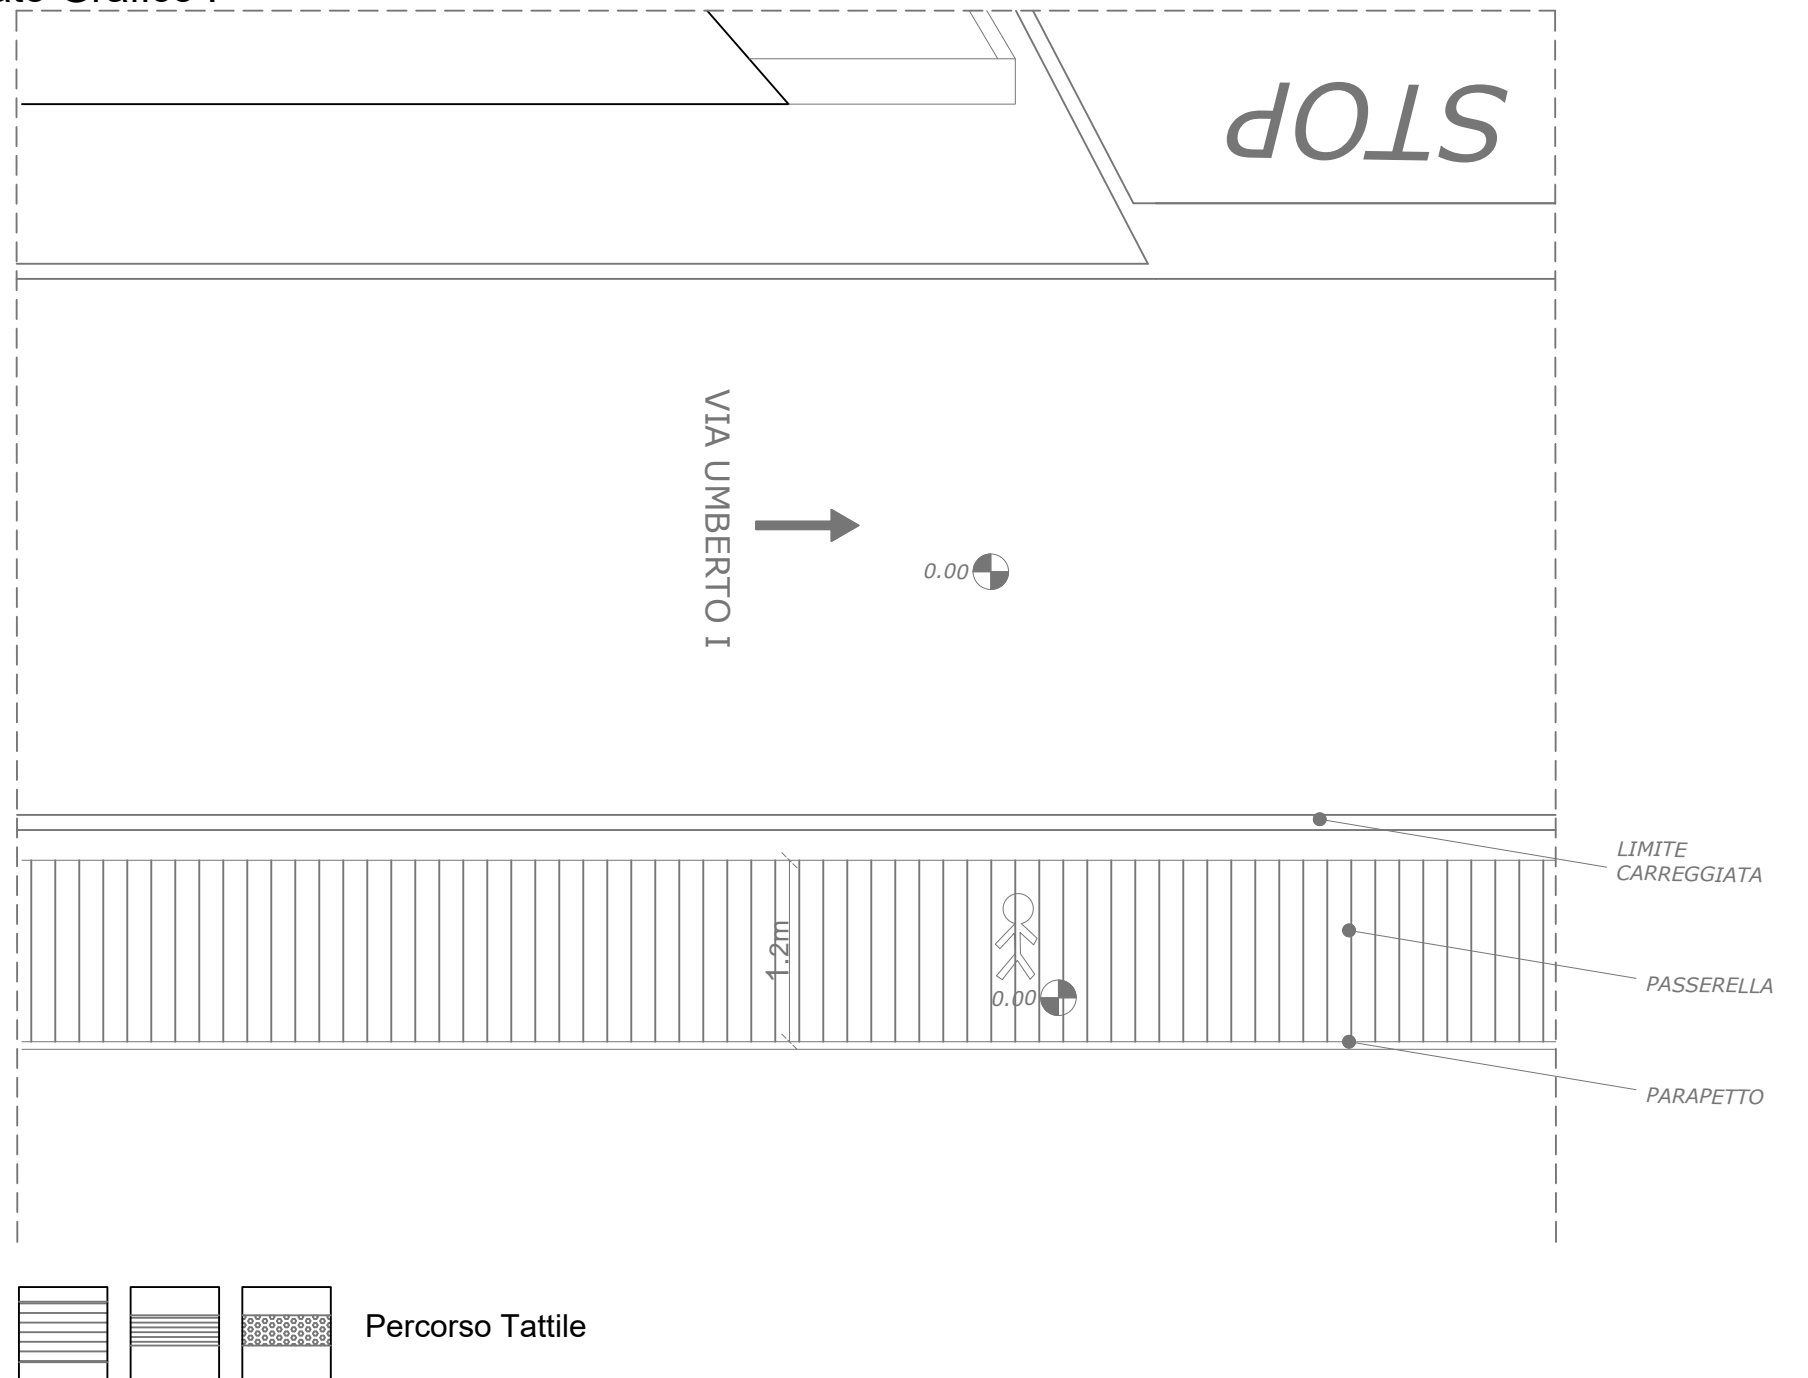 STOP
VIA UMBERTO I
0.00
LIMITE
CARREGGIATA
1.2m
0.00
PASSERELLA
PARAPETTO
Percorso Tattile